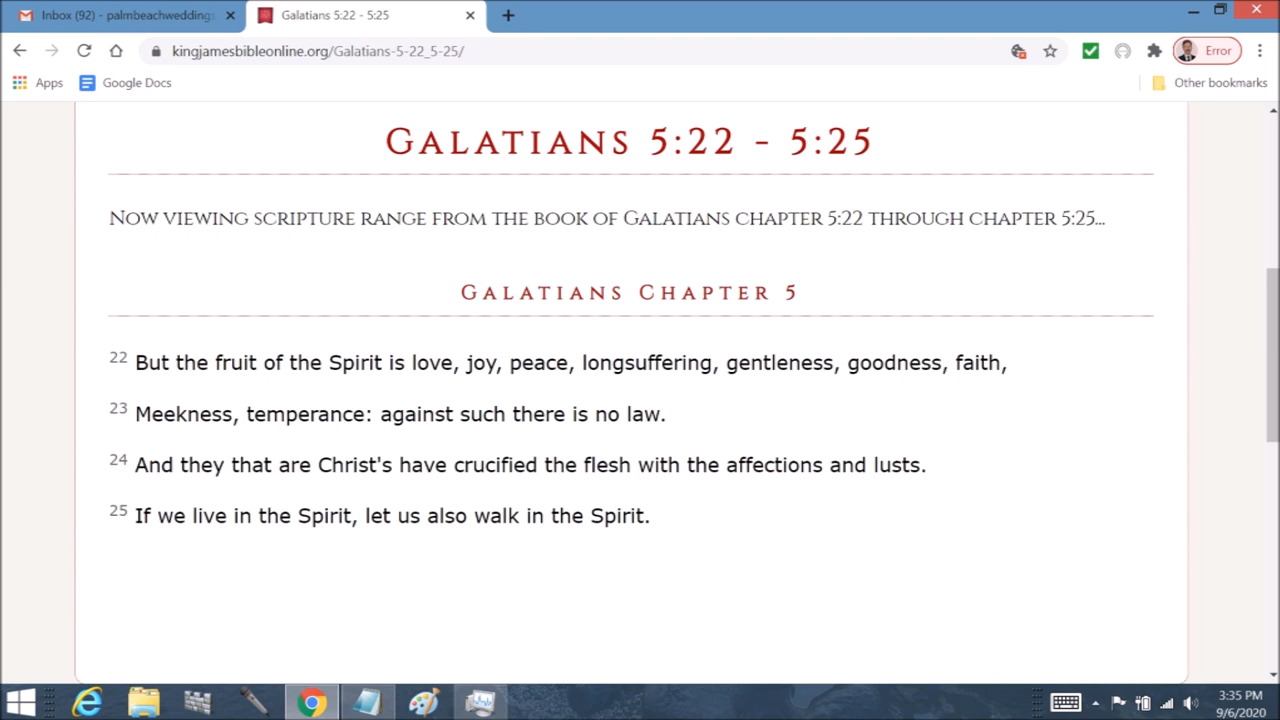 Inbox (92) - palmbeachwedding
Galatians 5:22 - 5:25
kingjamesbibleonline.org/Galatians-5-22_5-25/
Error
Apps
Google Docs
Other bookmarks
Galatians 5:22 - 5:25
Now viewing scripture range from the book of Galatians chapter 5:22 through chapter 5:25...
Galatians Chapter 5
22 But the fruit of the Spirit is love, joy, peace, longsuffering, gentleness, goodness, faith,
23 Meekness, temperance: against such there is no law.
24 And they that are Christ's have crucified the flesh with the affections and lusts.
25 If we live in the Spirit, let us also walk in the Spirit.
3:35 PM
9/6/2020